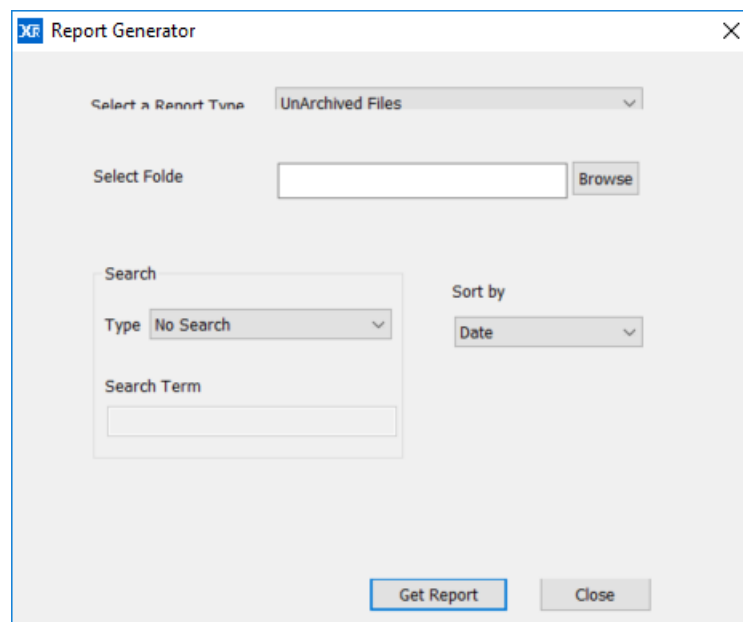 XR Report Generator
Select a Report Type UnArchived Files
Select Folde Browse
Search
Sort by
Type No Search
Date
Search Term
Get Report Close